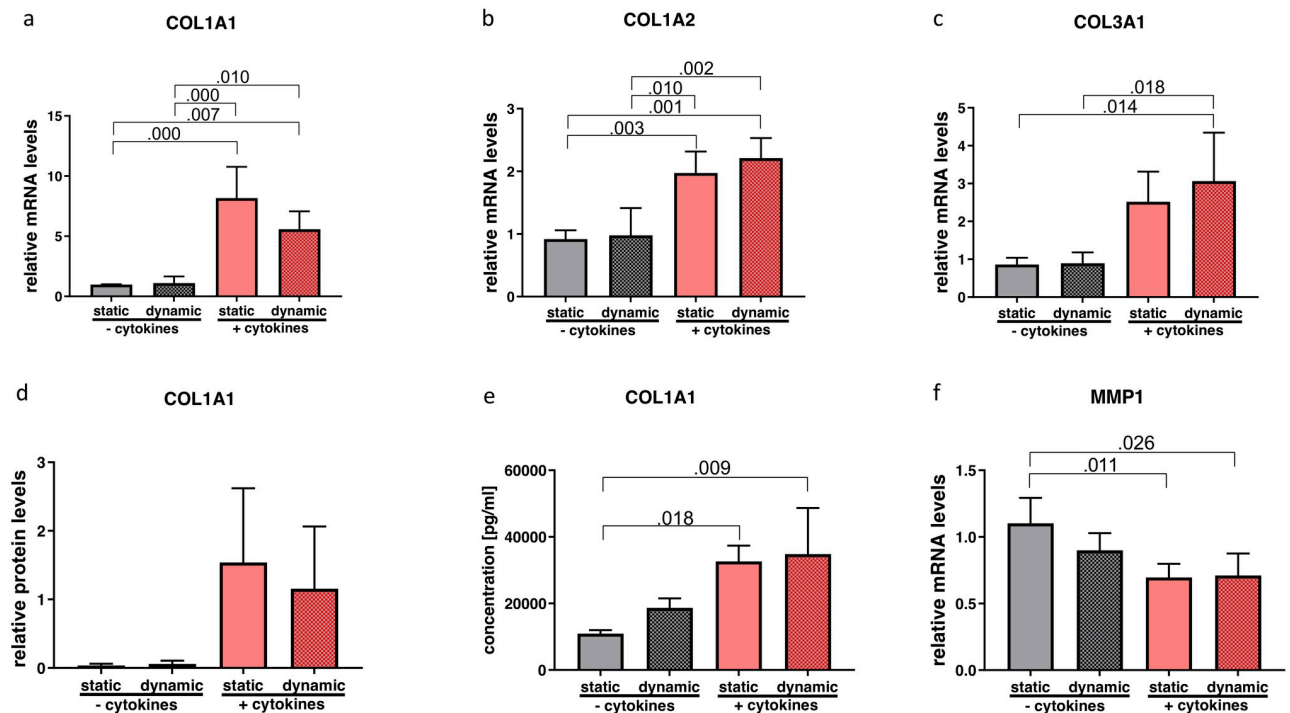 a
COL1A1
.010
.000
.007
.000
relative mRNA levels
15
10
5
0
static dynamic static dynamic
- cytokines + cytokines
b
COL1A2
.002
.010
.001
.003
relative mRNA levels
3
2
1
0
static dynamic static dynamic
- cytokines + cytokines
c
COL3A1
.018
.014
relative mRNA levels
5
4
3
2
1
0
static dynamic static dynamic
- cytokines + cytokines
d
COL1A1
relative protein levels
3
2
1
0
static dynamic static dynamic
- cytokines + cytokines
e
COL1A1
.009
.018
concentration [pg/ml]
60000
40000
20000
0
static dynamic static dynamic
- cytokines + cytokines
f
MMP1
.026
.011
relative mRNA levels
1.5
1.0
0.5
0.0
static dynamic static dynamic
- cytokines + cytokines